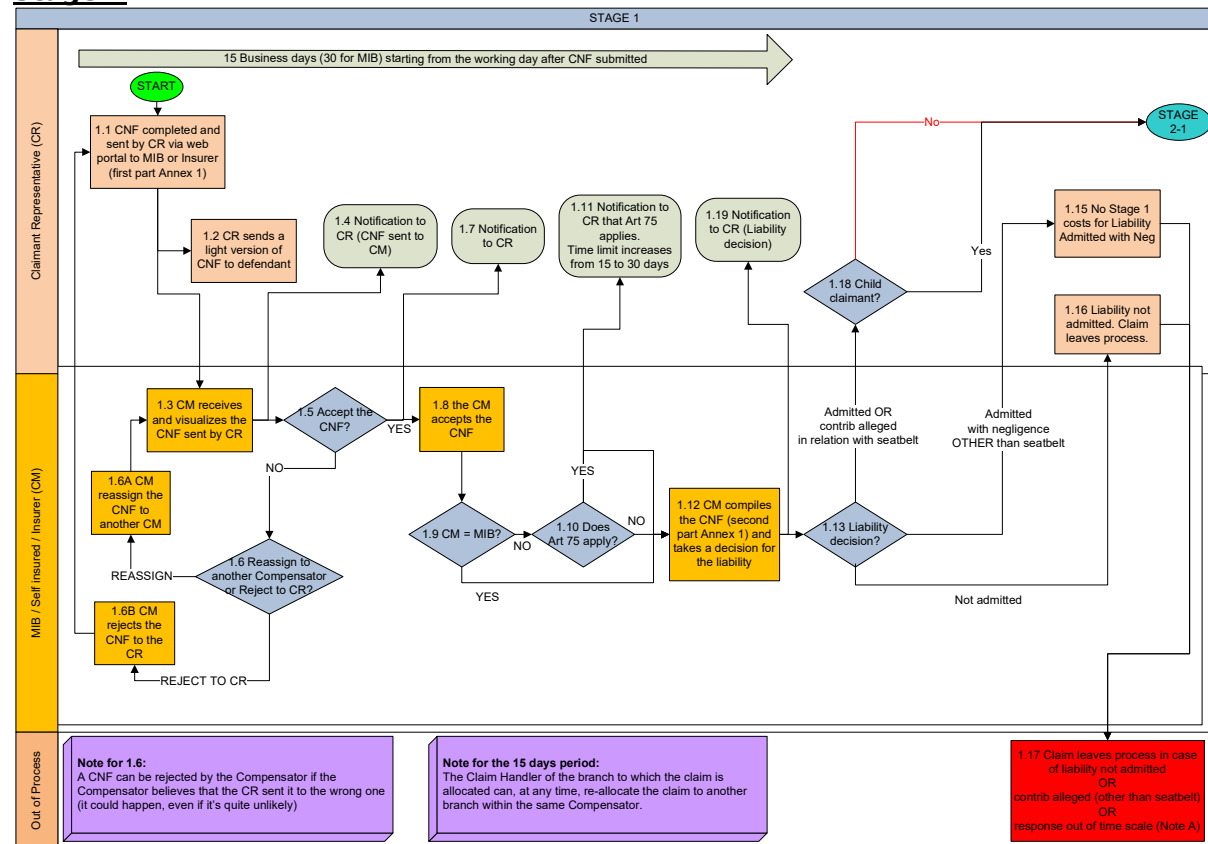 STAGE 1
Claimant Representative (CR)
15 Business days (30 for MIB) starting from the working day after CNF submitted
START
1.1 CNF completed and
sent by CR via web
portal to MIB or Insurer
(first part Annex 1)
1.2 CR sends a
light version of
CNF to defendant
1.4 Notification to
CR (CNF sent to
CM)
1.7 Notification
to CR
1.11 Notification to
CR that Art 75
applies.
Time limit increases
from 15 to 30 days
1.19 Notification
to CR (Liability
decision)
1.18 Child
claimant?
No
Yes
STAGE
2-1
1.15 No Stage 1
costs for Liability
Admitted with Neg
1.16 Liability not
admitted. Claim
leaves process.
MIB / Self insured / Insurer (CM)
1.3 CM receives
and visualizes the
CNF sent by CR
1.5 Accept the
CNF?
YES
NO
1.8 the CM
accepts the
CNF
1.6A CM
reassign the
CNF to
another CM
REASSIGN
1.6 Reassign to
another Compensator
or Reject to CR?
1.6B CM
rejects the
CNF to the
CR
REJECT TO CR
1.9 CM = MIB?
NO
YES
1.10 Does
Art 75 apply?
YES
NO
1.12 CM compiles
the CNF (second
part Annex 1) and
takes a decision for
the liability
1.13 Liability
decision?
Admitted OR
contrib alleged
in relation with seatbelt
Admitted
with negligence
OTHER than seatbelt
Not admitted
Out of Process
Note for 1.6:
A CNF can be rejected by the Compensator if the
Compensator believes that the CR sent it to the wrong one
(it could happen, even if it's quite unlikely)
Note for the 15 days period:
The Claim Handler of the branch to which the claim is
allocated can, at any time, re-allocate the claim to another
branch within the same Compensator.
1.17 Claim leaves process in case
of liability not admitted
OR
contrib alleged (other than seatbelt)
OR
response out of time scale (Note A)